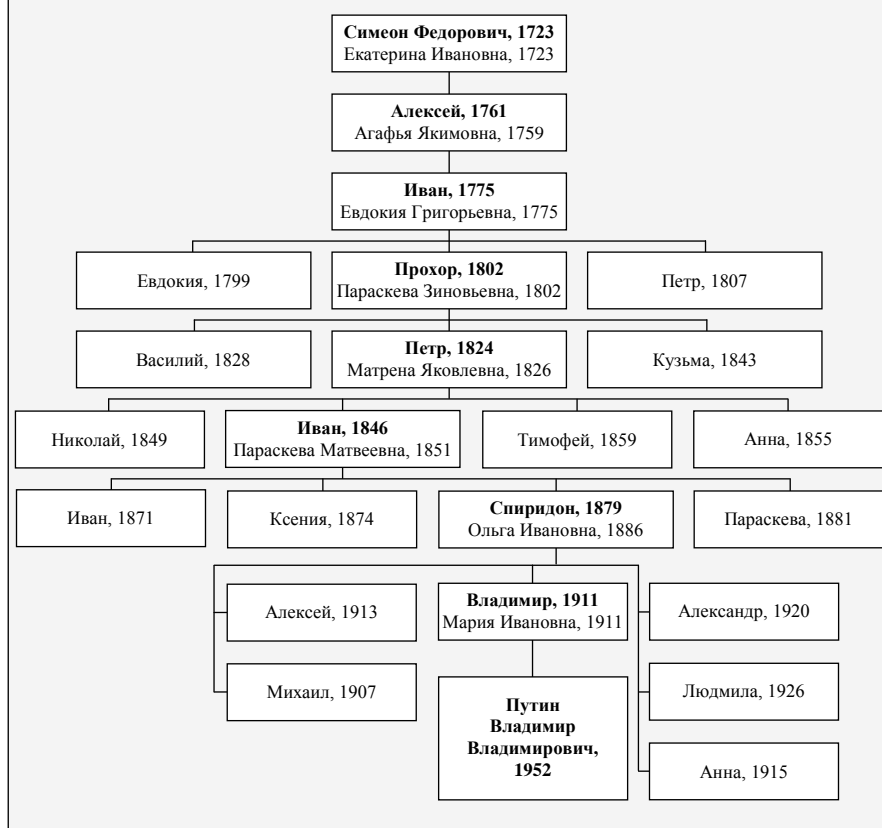 Симеон Федорович, 1723
Екатерина Ивановна, 1723
Алексей, 1761
Агафья Якимовна, 1759
Иван, 1775
Евдокия Григорьевна, 1775
Евдокия, 1799
Прохор, 1802
Параскева Зиновьевна, 1802
Петр, 1807
Василий, 1828
Петр, 1824
Матрена Яковлевна, 1826
Кузьма, 1843
Николай, 1849
Иван, 1846
Параскева Матвеевна, 1851
Тимофей, 1859
Анна, 1855
Иван, 1871
Ксения, 1874
Спиридон, 1879
Ольга Ивановна, 1886
Параскева, 1881
Алексей, 1913
Владимир, 1911
Мария Ивановна, 1911
Александр, 1920
Михаил, 1907
Путин
Владимир
Владимирович,
1952
Людмила, 1926
Анна, 1915